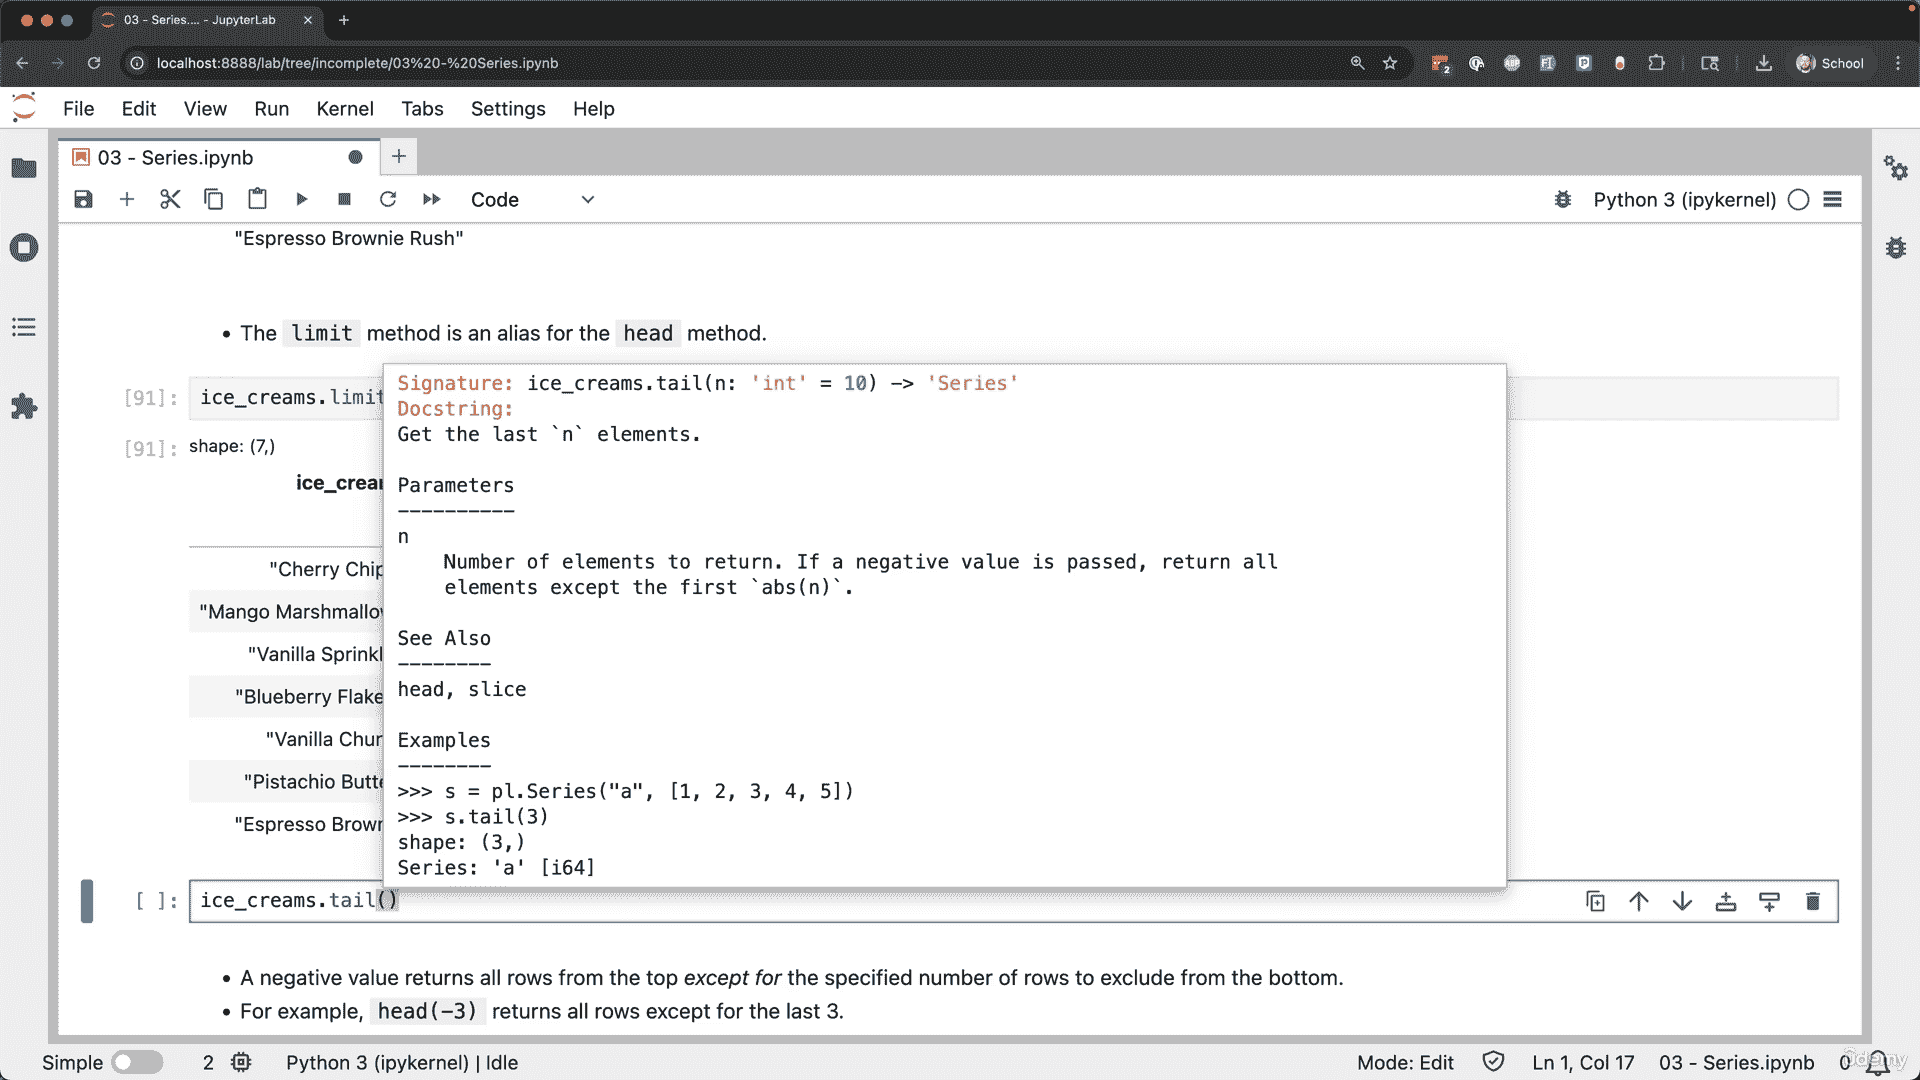 03 - Series.... - JupyterLab
localhost:8888/lab/tree/incomplete/03%20-%20Series.ipynb
2
ABP
School
File Edit View Run Kernel Tabs Settings Help
03 - Series.ipynb
Code
Python 3 (ipykernel)
"Espresso Brownie Rush"
• The limit method is an alias for the head method.
[91]: ice_creams.limit
[91]: shape: (7,)
ice_crea
"Cherry Chip
"Mango Marshmallo
"Vanilla Sprinkl
"Blueberry Flake
"Vanilla Chur
"Pistachio Butte
"Espresso Brown
Signature: ice_creams.tail(n: 'int' = 10) -> 'Series'
Docstring:
Get the last `n` elements.
Parameters
----------
n
Number of elements to return. If a negative value is passed, return all
elements except the first `abs(n)`.
See Also
--------
head, slice
Examples
--------
>>> s = pl.Series("a", [1, 2, 3, 4, 5])
>>> s.tail(3)
shape: (3,)
Series: 'a' [i64]
[ ]: ice_creams.tail()
• A negative value returns all rows from the top except for the specified number of rows to exclude from the bottom.
• For example, head(-3) returns all rows except for the last 3.
Simple 2 Python 3 (ipykernel) | Idle Mode: Edit Ln 1, Col 17 03 - Series.ipynb 0
Udemy